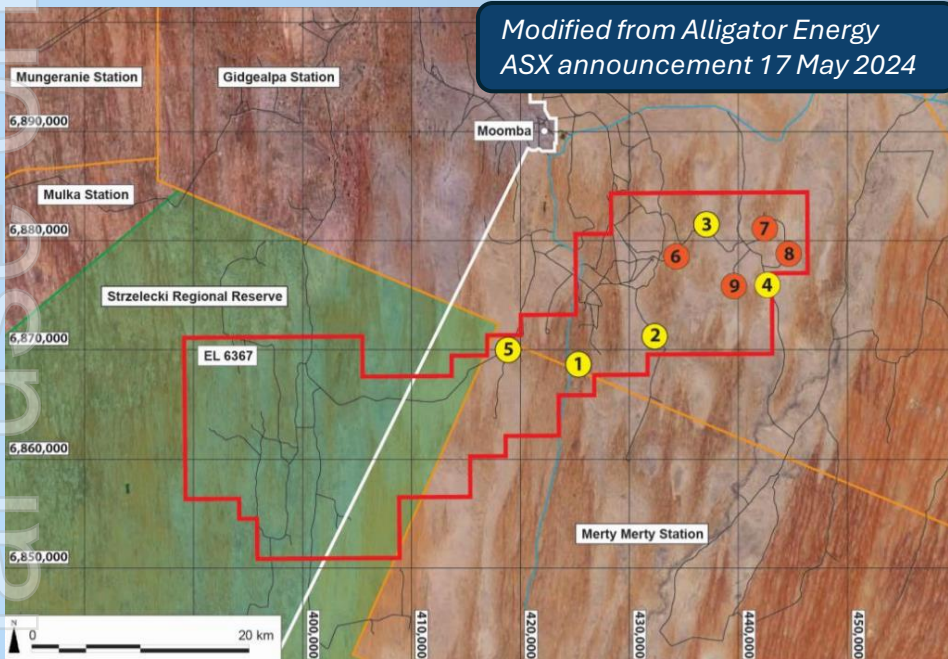 Modified from Alligator Energy
ASX announcement 17 May 2024
Mungeranie Station
Gidgealpa Station
6,890,000
Moomba
Mulka Station
6,880,000
3
7
6
8
9
4
Strzelecki Regional Reserve
6,870,000
EL 6367
5
2
1
6,860,000
Merty Merty Station
6,850,000
N
0
20 km
400,000
410,000
420,000
430,000
440,000
450,000